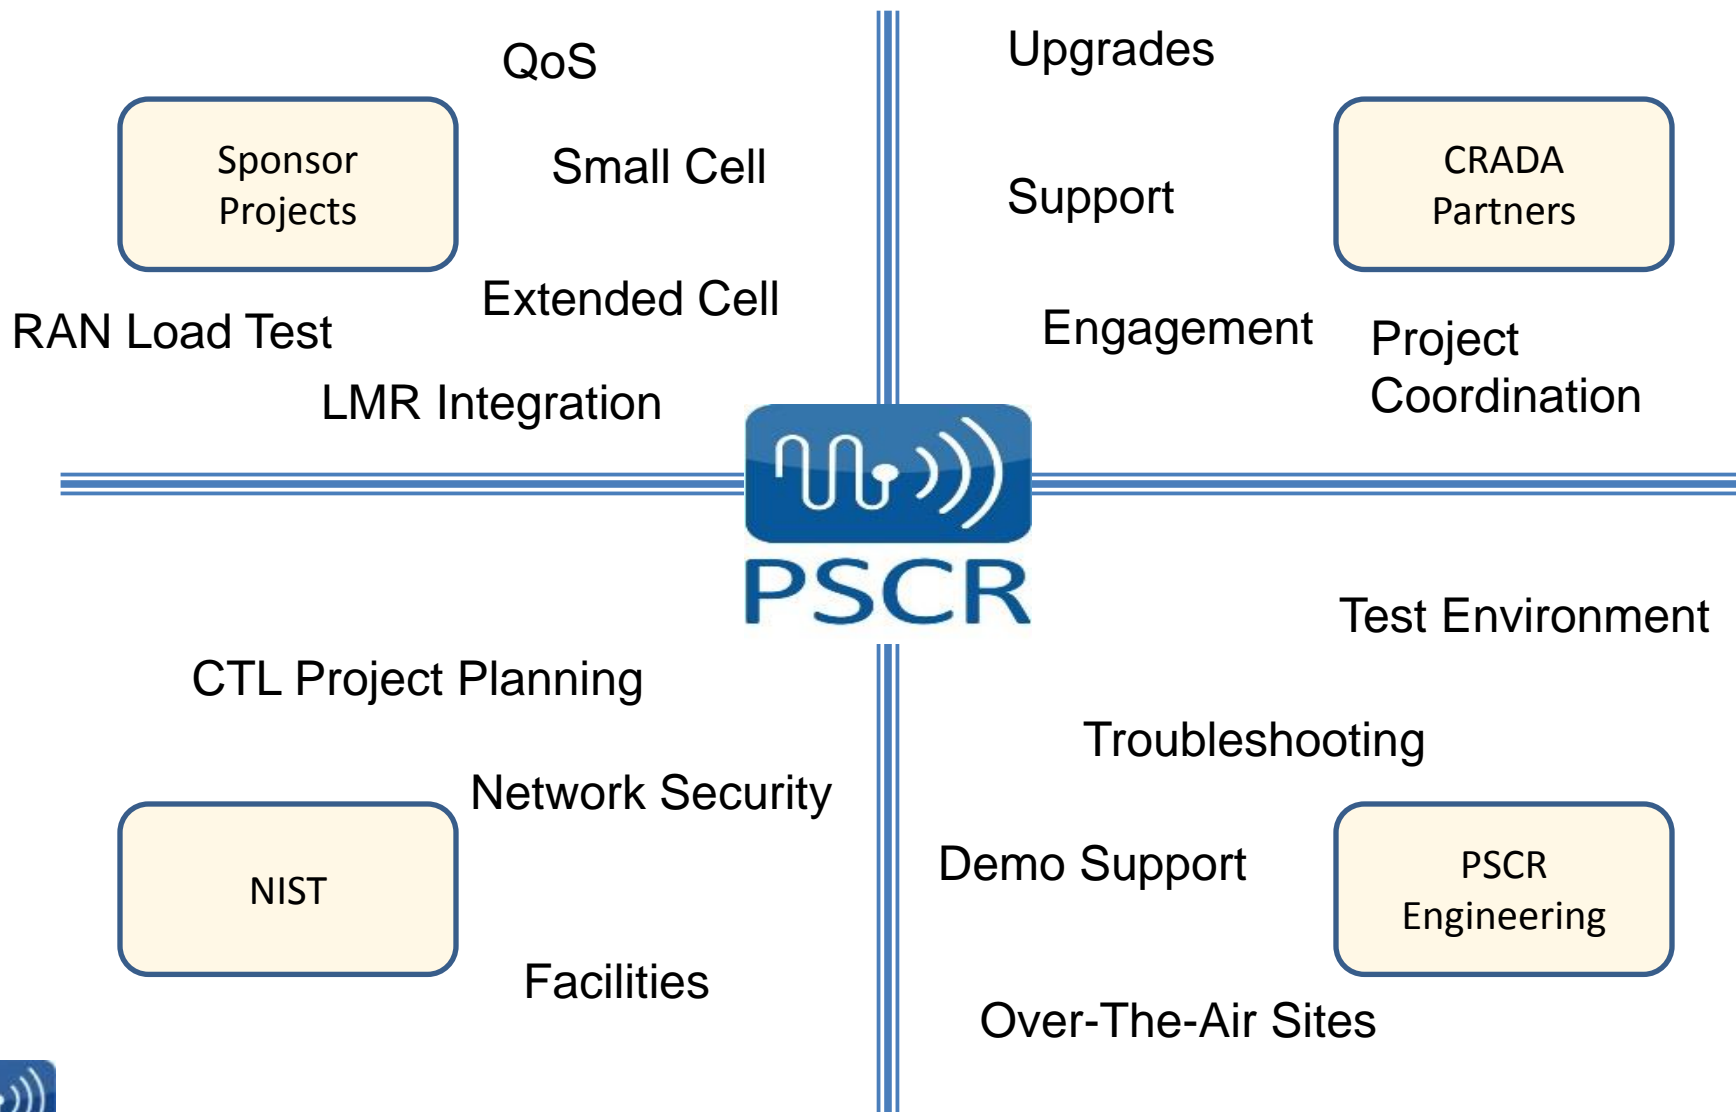 QoS
Sponsor
Projects
Small Cell
Extended Cell
RAN Load Test
LMR Integration
Upgrades
CRADA
Partners
Support
Engagement
Project
Coordination
PSCR
CTL Project Planning
Network Security
NIST
Facilities
Test Environment
Troubleshooting
Demo Support
PSCR
Engineering
Over-The-Air Sites